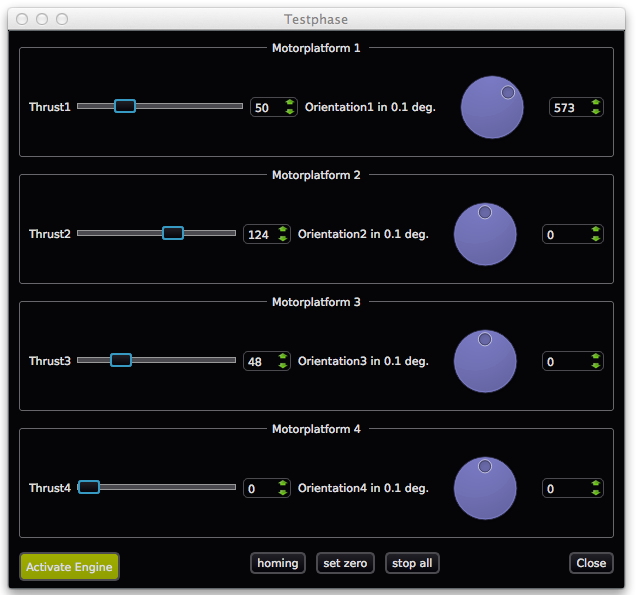 Testphase
Motorplatform 1
Thrust1 50 Orientation1 in 0.1 deg. 573
Motorplatform 2
Thrust2 124 Orientation2 in 0.1 deg. 0
Motorplatform 3
Thrust3 48 Orientation3 in 0.1 deg. 0
Motorplatform 4
Thrust4 0 Orientation4 in 0.1 deg. 0
Activate Engine homing set zero stop all Close